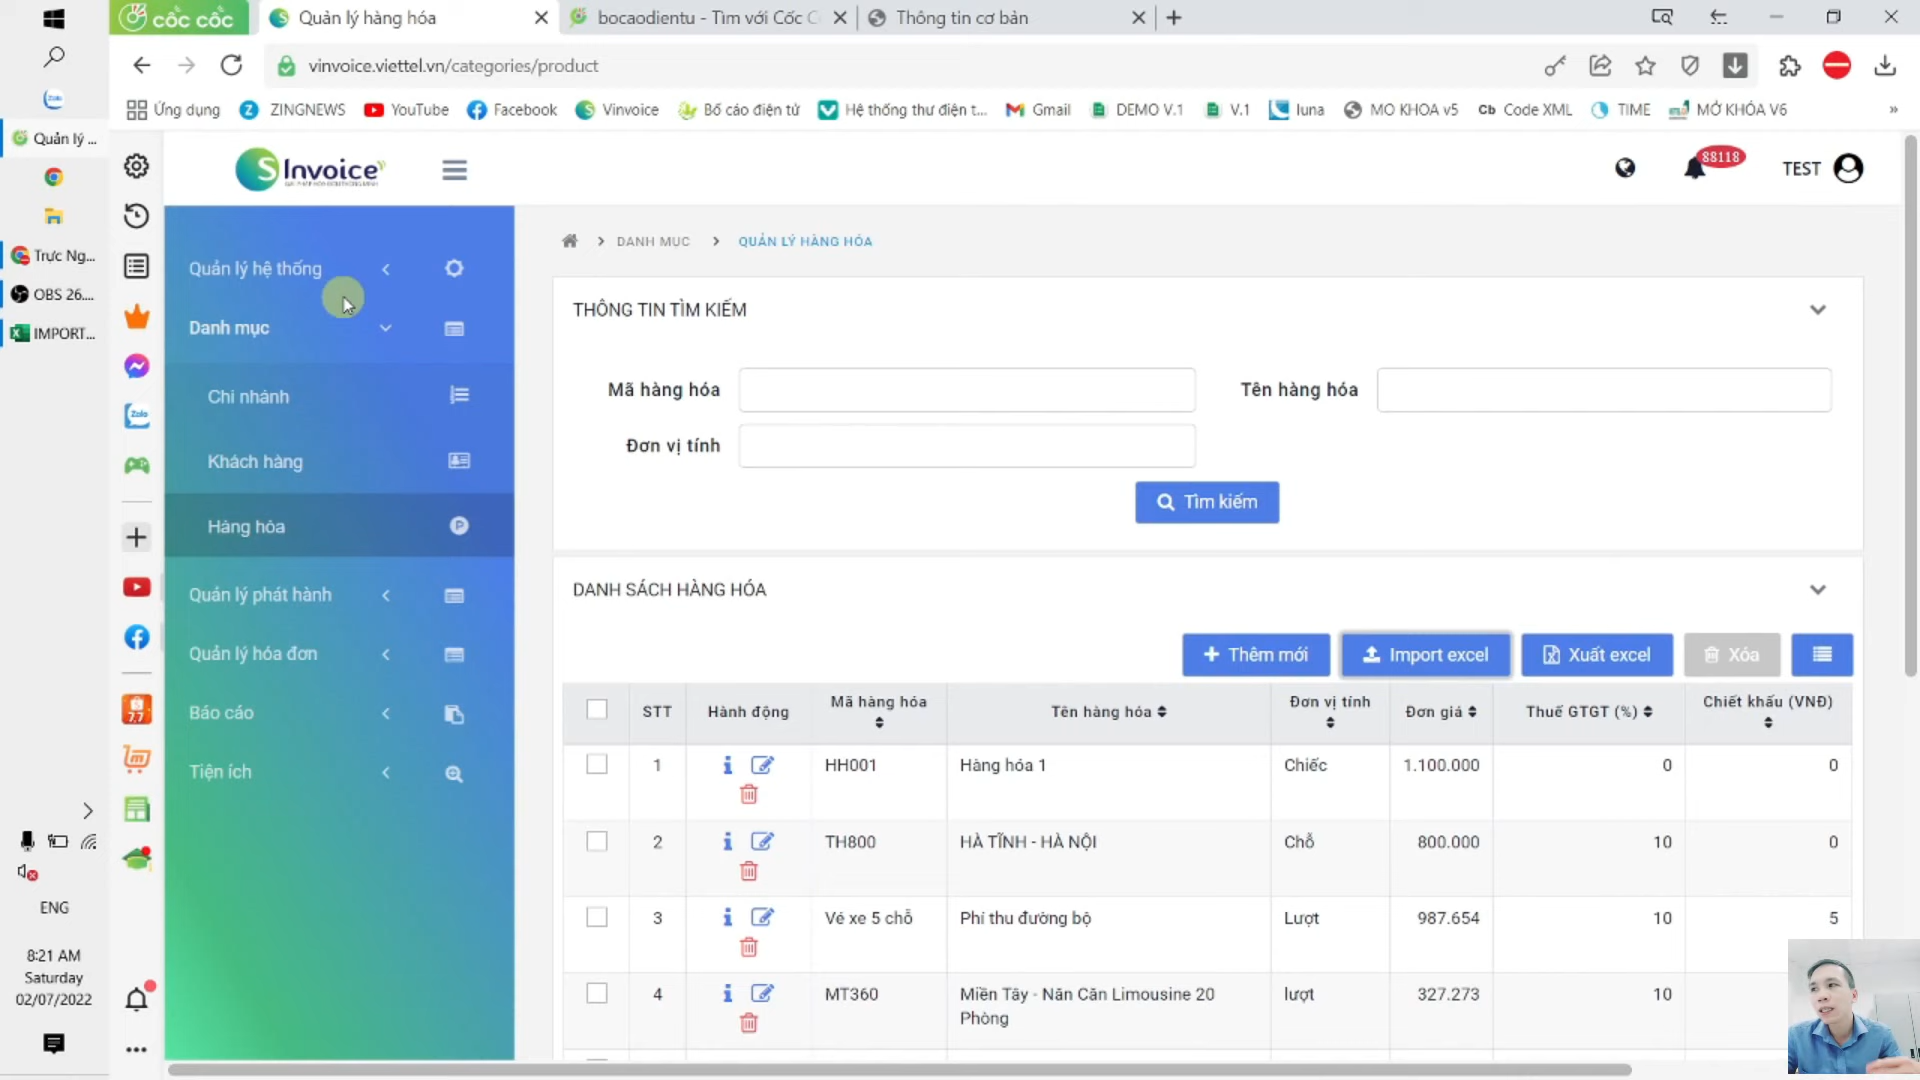 cốc cốc
Quản lý hàng hóa
bocaodientu - Tìm với Cốc C
Thông tin cơ bản
vinvoice.viettel.vn/categories/product
Ứng dụng
ZINGNEWS
YouTube
Facebook
Vinvoice
Bố cáo điện tử
Hệ thống thư điện t...
Gmail
DEMO V.1
V.1
luna
MO KHOA v5
Cb Code XML
TIME
MỞ KHÓA V6
»
Zalo
Quản lý ...
Trực Ng...
OBS 26....
IMPORT...
ENG
8:21 AM
Saturday
02/07/2022
Zalo
7.7
S Invoice
88118
TEST
Quản lý hệ thống
Danh mục
Chi nhánh
Khách hàng
Hàng hóa
Quản lý phát hành
Quản lý hóa đơn
Báo cáo
Tiện ích
DANH MỤC
QUẢN LÝ HÀNG HÓA
THÔNG TIN TÌM KIẾM
Mã hàng hóa
Tên hàng hóa
Đơn vị tính
Tìm kiếm
DANH SÁCH HÀNG HÓA
Thêm mới
Import excel
Xuất excel
Xóa
STT Hành động Mã hàng hóa Tên hàng hóa Đơn vị tính Đơn giá Thuế GTGT (%) Chiết khấu (VNĐ)
1 HH001 Hàng hóa 1 Chiếc 1.100.000 0 0
2 TH800 HÀ TĨNH - HÀ NỘI Chỗ 800.000 10 0
3 Vé xe 5 chỗ Phí thu đường bộ Lượt 987.654 10 5
4 MT360 Miền Tây - Năn Căn Limousine 20 Phòng lượt 327.273 10